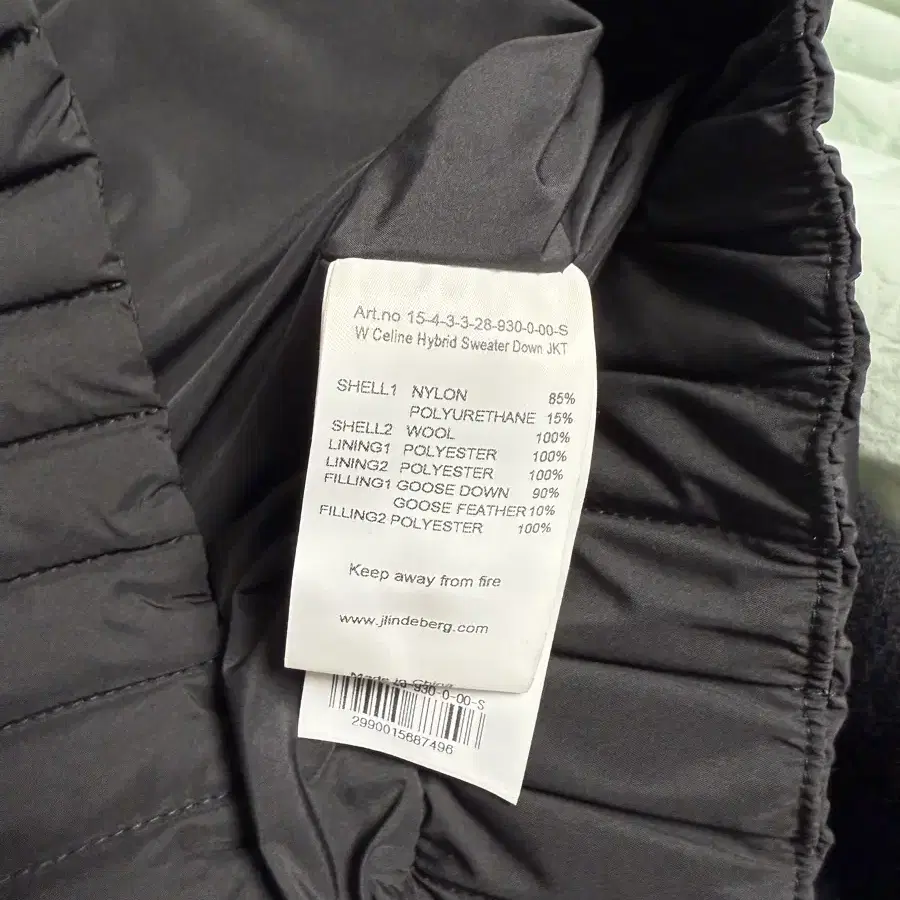 Art.no 15-4-3-3-28-930-0-00-S
W Celine Hybrid Sweater Down JKT
SHELL1 NYLON 85%
POLYURETHANE 15%
SHELL2 WOOL 100%
LINING1 POLYESTER 100%
LINING2 POLYESTER 100%
FILLING1 GOOSE DOWN 90%
GOOSE FEATHER 10%
FILLING2 POLYESTER 100%
Keep away from fire
www.jlindeberg.com
Made
-930-0-00-S
2990015687496